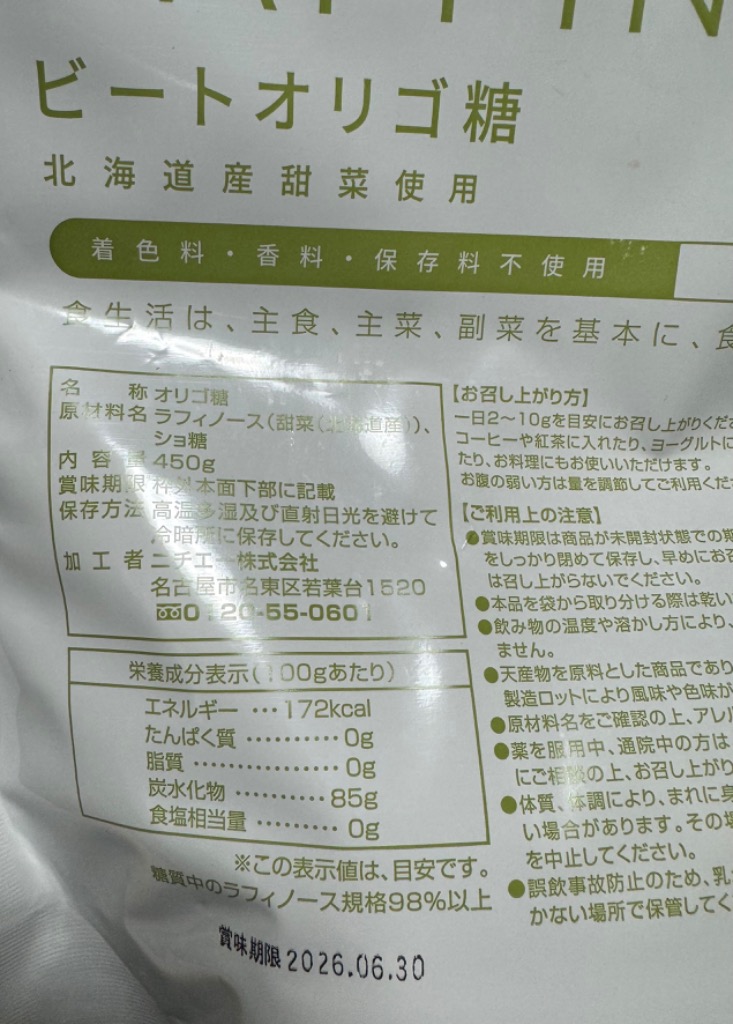 ビートオリゴ糖
北海道産甜菜使用
着色料・香料・保存料不使用
食生活は、主食、主菜、副菜を基本に、食
名称 オリゴ糖
原材料名 ラフィノース（甜菜（北海道産））、
ショ糖
内容量 450g
賞味期限 枠外本面下部に記載
保存方法 高温多湿及び直射日光を避けて
冷暗所に保存してください。
加工者 ニチエー株式会社
名古屋市名東区若葉台1520
0120-55-0601
栄養成分表示（100gあたり）
エネルギー …172kcal
たんぱく質 ………0g
脂質 ……………0g
炭水化物 ………85g
食塩相当量 ………0g
※この表示値は、目安です。
糖質中のラフィノース規格98%以上
賞味期限 2026.06.30
【お召し上がり方】
一日2〜10gを目安にお召し上がりくださ
コーヒーや紅茶に入れたり、ヨーグルトに
たり、お料理にもお使いいただけます。
お腹の弱い方は量を調節してご利用くだ
【ご利用上の注意】
●賞味期限は商品が未開封状態での期
をしっかり閉めて保存し、早めにお召
は召し上がらないでください。
●本品を袋から取り分ける際は乾い
●飲み物の温度や溶かし方により、
ません。
●天産物を原料とした商品であり
製造ロットにより風味や色味が
●原材料名をご確認の上、アレル
●薬を服用中、通院中の方は
にご相談の上、お召し上がり
●体質、体調により、まれに身
い場合があります。その場
を中止してください。
●誤飲事故防止のため、乳
かない場所で保管してく